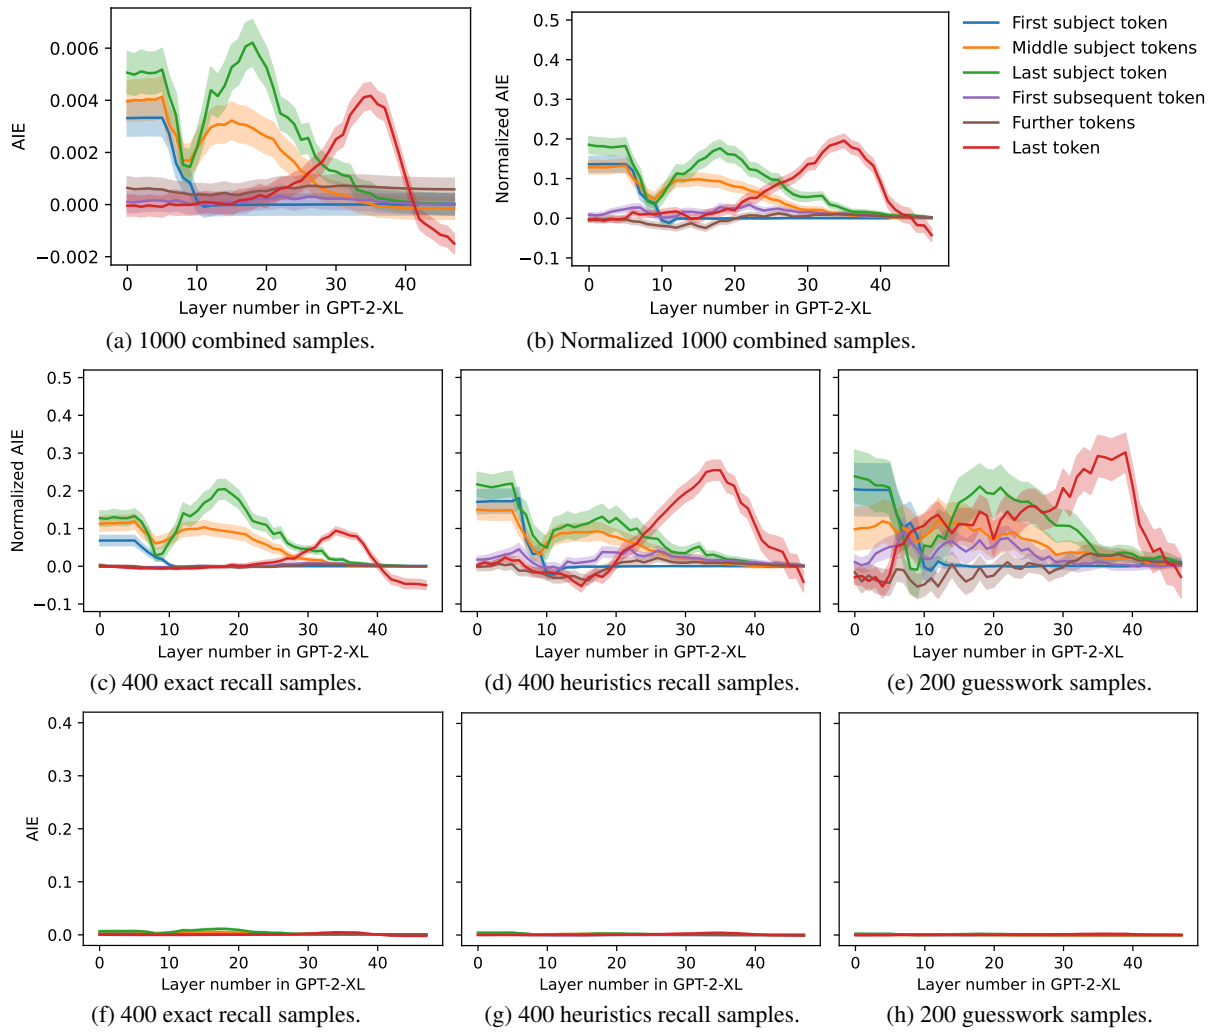 0.006
0.004
0.002
0.000
−0.002
AIE
0 10 20 30 40
Layer number in GPT-2-XL
(a) 1000 combined samples.
0.5
0.4
0.3
0.2
0.1
0.0
−0.1
Normalized AIE
0 10 20 30 40
Layer number in GPT-2-XL
(b) Normalized 1000 combined samples.
First subject token
Middle subject tokens
Last subject token
First subsequent token
Further tokens
Last token
0.5
0.4
0.3
0.2
0.1
0.0
−0.1
Normalized AIE
0 10 20 30 40
Layer number in GPT-2-XL
(c) 400 exact recall samples.
0 10 20 30 40
Layer number in GPT-2-XL
(d) 400 heuristics recall samples.
0 10 20 30 40
Layer number in GPT-2-XL
(e) 200 guesswork samples.
0.4
0.3
0.2
0.1
0.0
AIE
0 10 20 30 40
Layer number in GPT-2-XL
(f) 400 exact recall samples.
0 10 20 30 40
Layer number in GPT-2-XL
(g) 400 heuristics recall samples.
0 10 20 30 40
Layer number in GPT-2-XL
(h) 200 guesswork samples.